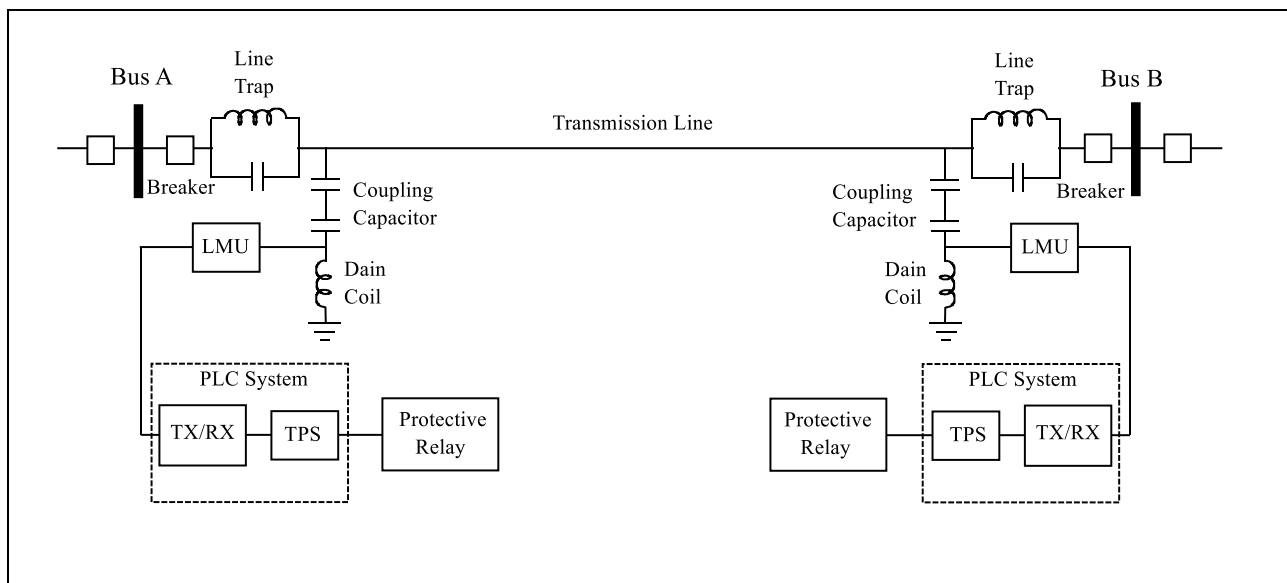 Line
Trap
Bus A
Breaker
Transmission Line
Line
Trap
Bus B
Breaker
Coupling
Capacitor
Coupling
Capacitor
LMU
LMU
Dain
Coil
Dain
Coil
PLC System
TX/RX
TPS
Protective
Relay
Protective
Relay
PLC System
TPS
TX/RX